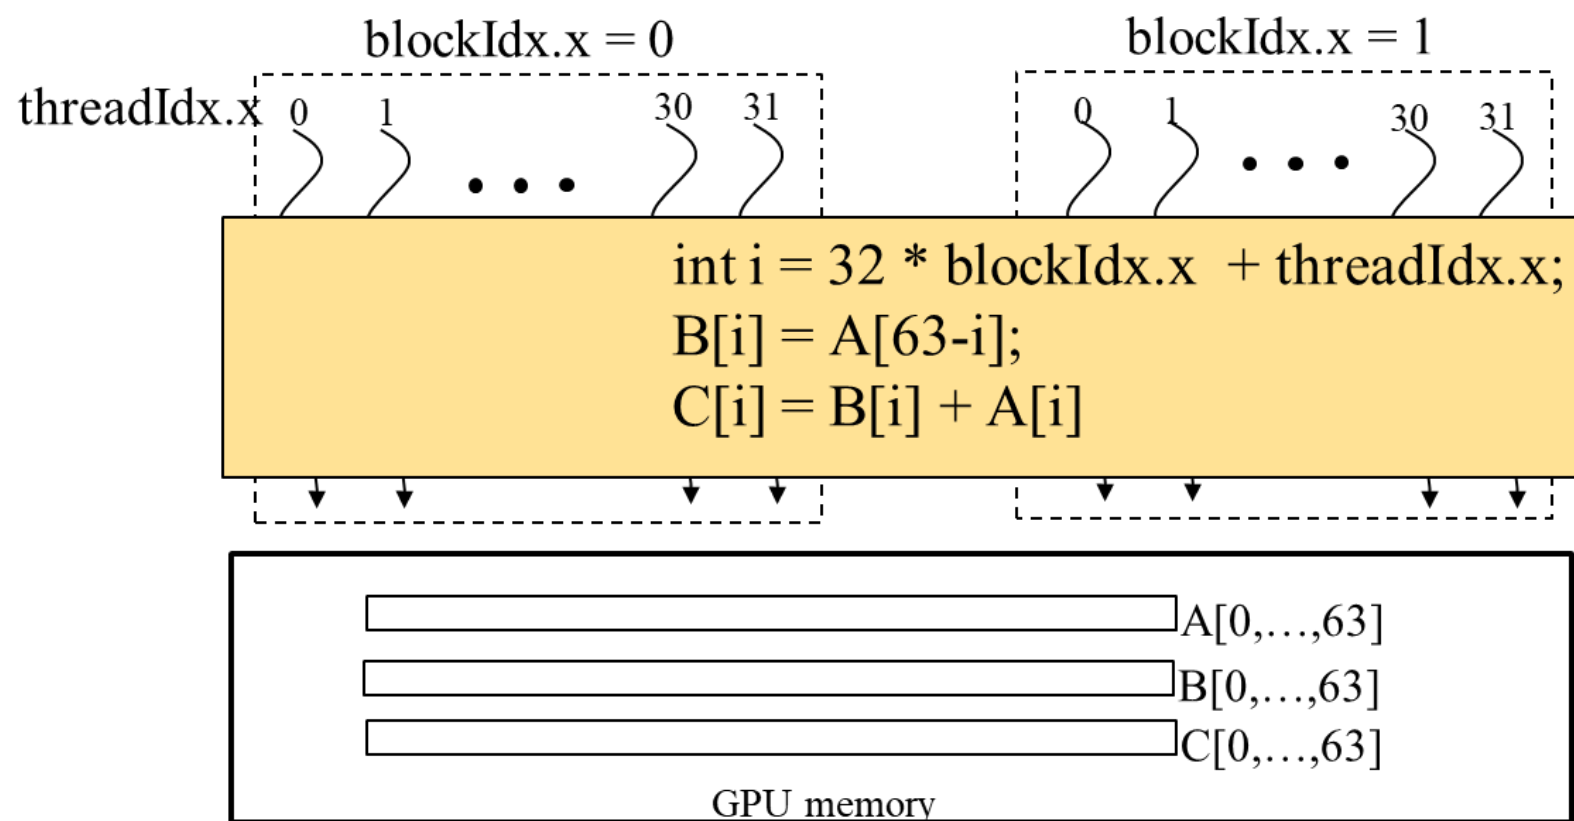 blockIdx.x = 0
blockIdx.x = 1
threadIdx.x 0 1 30 31 0 1 30 31
int i = 32 * blockIdx.x + threadIdx.x;
B[i] = A[63-i];
C[i] = B[i] + A[i]
A[0,…,63]
B[0,…,63]
C[0,…,63]
GPU memory